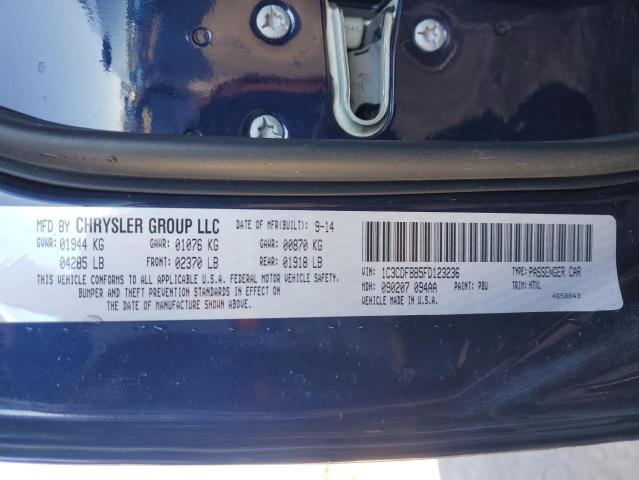 MFD BY CHRYSLER GROUP LLC DATE OF MFR(BUILT): 9-14
GVWR: 01944 KG GAWR: 01076 KG GAWR: 00870 KG
04285 LB FRONT: 02370 LB REAR: 01918 LB
THIS VEHICLE CONFORMS TO ALL APPLICABLE U.S.A. FEDERAL MOTOR VEHICLE SAFETY,
BUMPER AND THEFT PREVENTION STANDARDS IN EFFECT ON
THE DATE OF MANUFACTURE SHOWN ABOVE.
VIN: 1C3CDFBB5FD123236 TYPE: PASSENGER CAR
MDH: 090207 094AA PAINT: PBU TRIM: H7XL
VEHICLE MADE IN U.S.A. 4658849